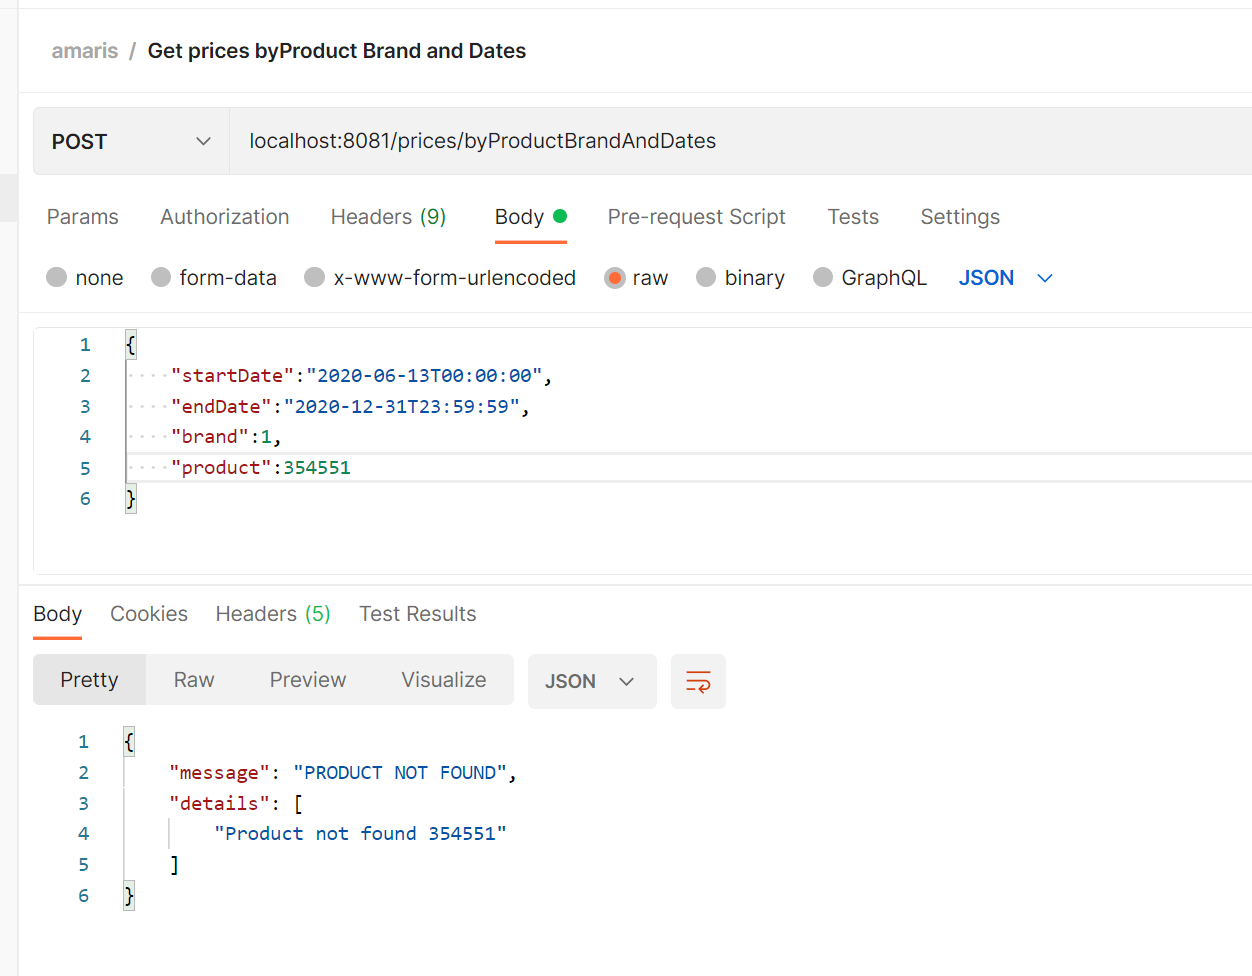 amaris / Get prices byProduct Brand and Dates
POST localhost:8081/prices/byProductBrandAndDates
Params Authorization Headers (9) Body Pre-request Script Tests Settings
none form-data x-www-form-urlencoded raw binary GraphQL JSON
1 {
2 ····"startDate":"2020-06-13T00:00:00",
3 ····"endDate":"2020-12-31T23:59:59",
4 ····"brand":1,
5 ····"product":354551
6 }
Body Cookies Headers (5) Test Results
Pretty Raw Preview Visualize JSON
1 {
2 "message": "PRODUCT NOT FOUND",
3 "details": [
4 "Product not found 354551"
5 ]
6 }